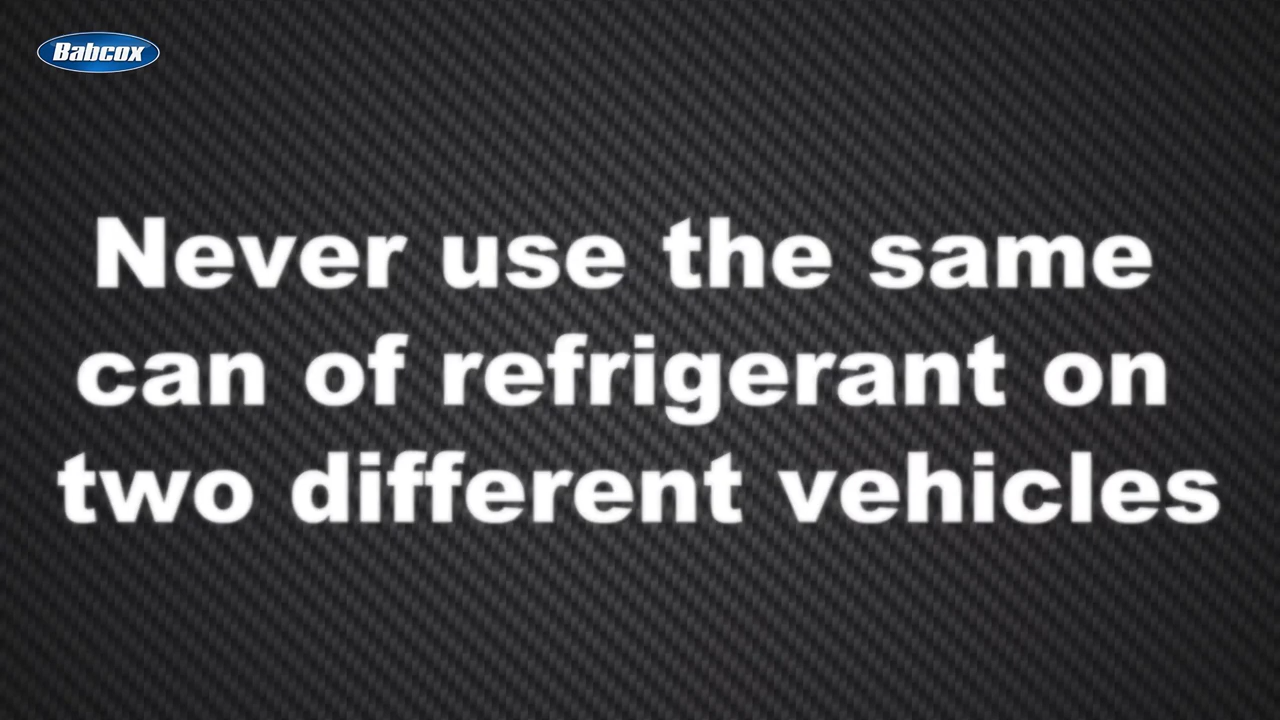 Babcox
Never use the same
can of refrigerant on
two different vehicles